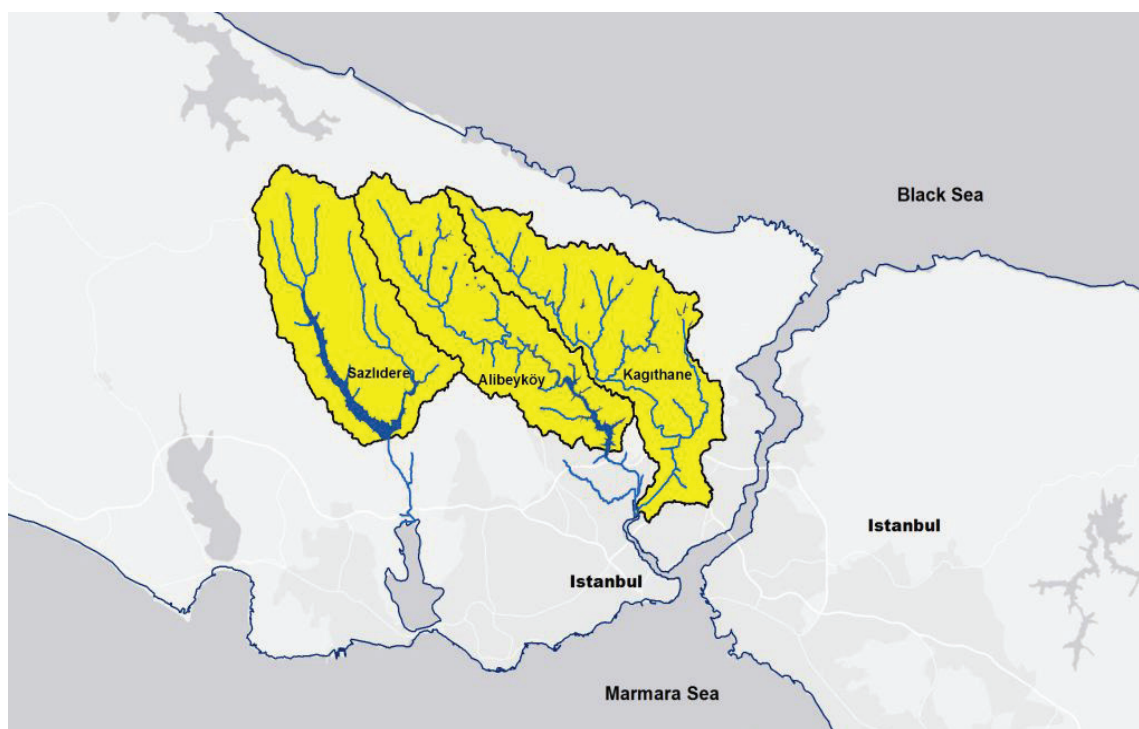 Black Sea
Sazlıdere
Alibeyköy
Kagıthane
Istanbul
Istanbul
Marmara Sea